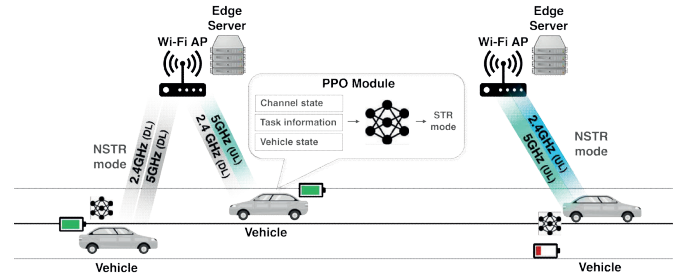 Edge
Server
Wi-Fi AP
NSTR
mode
2.4GHz (DL)
5GHz (DL)
5GHz (UL)
2.4 GHz (DL)
PPO Module
Channel state
Task information
Vehicle state
STR
mode
Vehicle
Vehicle
Edge
Server
Wi-Fi AP
2.4GHz (UL)
5GHz (UL)
NSTR
mode
Vehicle